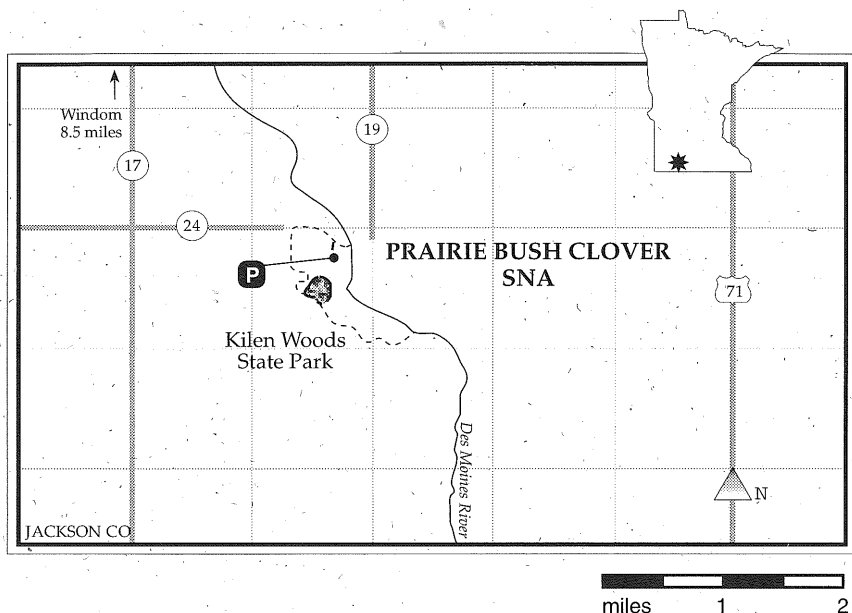 Windom
8.5 miles
17
19
24
PRAIRIE BUSH CLOVER
SNA
P
71
Kilen Woods
State Park
Des Moines River
N
JACKSON CO
miles 1 2